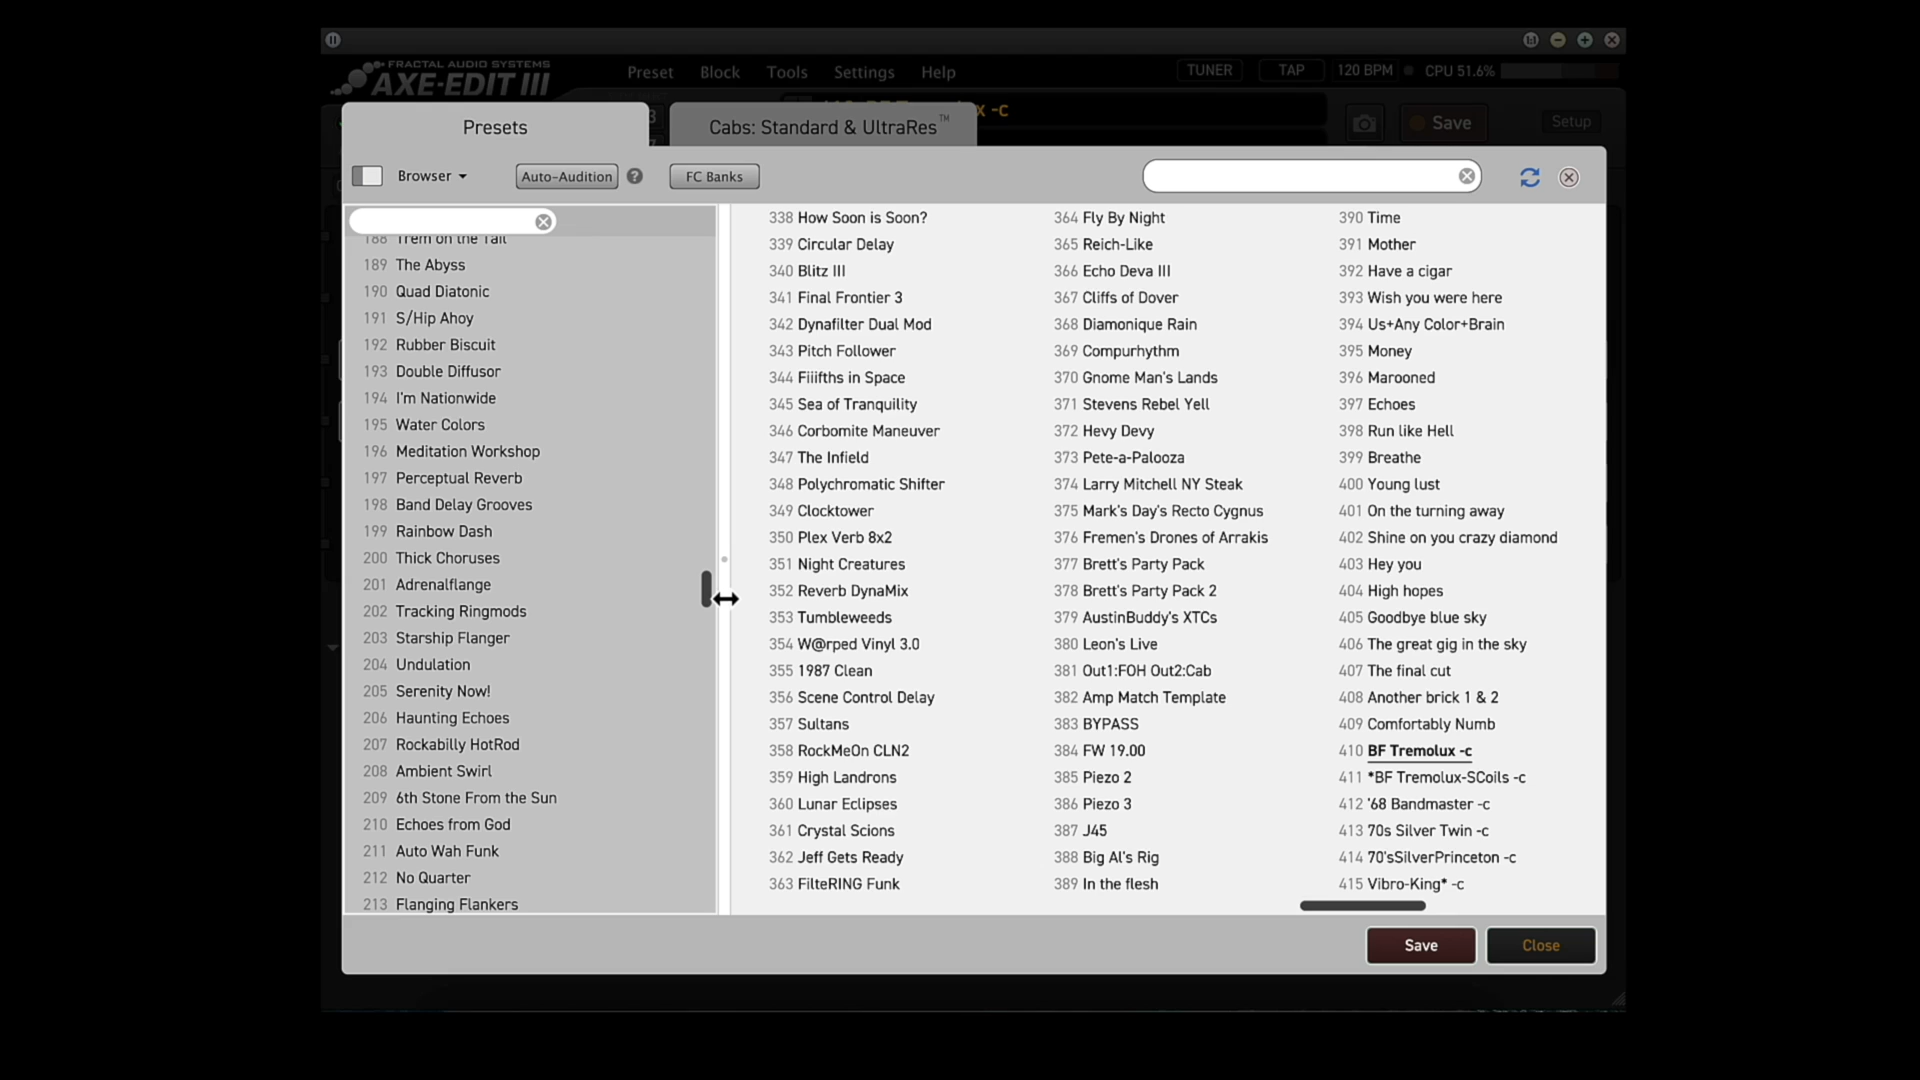 FRACTAL AUDIO SYSTEMS
AXE-EDIT III
Preset Block Tools Settings Help
TUNER TAP 120 BPM CPU 51.6%
x -c
Save
Setup
Presets
Cabs: Standard & UltraRes™
Browser
Auto-Audition
?
FC Banks
188 Trem on the Tail
189 The Abyss
190 Quad Diatonic
191 S/Hip Ahoy
192 Rubber Biscuit
193 Double Diffusor
194 I'm Nationwide
195 Water Colors
196 Meditation Workshop
197 Perceptual Reverb
198 Band Delay Grooves
199 Rainbow Dash
200 Thick Choruses
201 Adrenalflange
202 Tracking Ringmods
203 Starship Flanger
204 Undulation
205 Serenity Now!
206 Haunting Echoes
207 Rockabilly HotRod
208 Ambient Swirl
209 6th Stone From the Sun
210 Echoes from God
211 Auto Wah Funk
212 No Quarter
213 Flanging Flankers
338 How Soon is Soon?
339 Circular Delay
340 Blitz III
341 Final Frontier 3
342 Dynafilter Dual Mod
343 Pitch Follower
344 Fiiifths in Space
345 Sea of Tranquility
346 Corbomite Maneuver
347 The Infield
348 Polychromatic Shifter
349 Clocktower
350 Plex Verb 8x2
351 Night Creatures
352 Reverb DynaMix
353 Tumbleweeds
354 W@rped Vinyl 3.0
355 1987 Clean
356 Scene Control Delay
357 Sultans
358 RockMeOn CLN2
359 High Landrons
360 Lunar Eclipses
361 Crystal Scions
362 Jeff Gets Ready
363 FilteRING Funk
364 Fly By Night
365 Reich-Like
366 Echo Deva III
367 Cliffs of Dover
368 Diamonique Rain
369 Compurhythm
370 Gnome Man's Lands
371 Stevens Rebel Yell
372 Hevy Devy
373 Pete-a-Palooza
374 Larry Mitchell NY Steak
375 Mark's Day's Recto Cygnus
376 Fremen's Drones of Arrakis
377 Brett's Party Pack
378 Brett's Party Pack 2
379 AustinBuddy's XTCs
380 Leon's Live
381 Out1:FOH Out2:Cab
382 Amp Match Template
383 BYPASS
384 FW 19.00
385 Piezo 2
386 Piezo 3
387 J45
388 Big Al's Rig
389 In the flesh
390 Time
391 Mother
392 Have a cigar
393 Wish you were here
394 Us+Any Color+Brain
395 Money
396 Marooned
397 Echoes
398 Run like Hell
399 Breathe
400 Young lust
401 On the turning away
402 Shine on you crazy diamond
403 Hey you
404 High hopes
405 Goodbye blue sky
406 The great gig in the sky
407 The final cut
408 Another brick 1 & 2
409 Comfortably Numb
410 BF Tremolux -c
411 *BF Tremolux-SCoils -c
412 '68 Bandmaster -c
413 70s Silver Twin -c
414 70'sSilverPrinceton -c
415 Vibro-King* -c
Save
Close